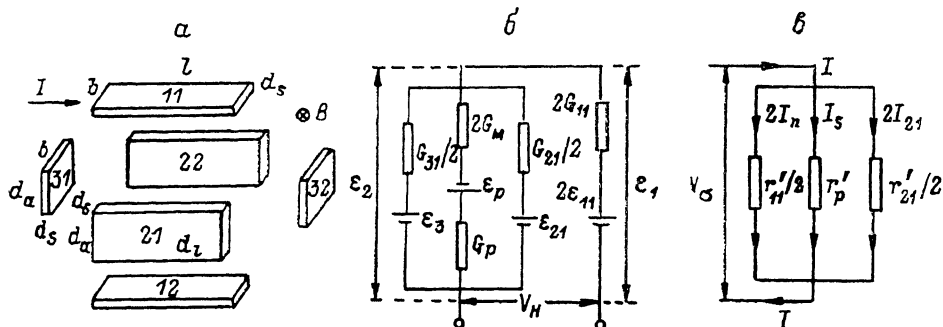 а
l
I
b
11
d_s
⊗ B
22
b
31
d_a
d_s
d_s
d_a
21
d_l
32
12
б
ε_2
G_31/2
2G_м
G_21/2
2G_11
ε_p
2ε_11
ε_3
G_p
ε_21
V_н
ε_1
в
I
2I_n
I_s
2I_21
V_σ
r'_11/2
r'_p
r'_21/2
I